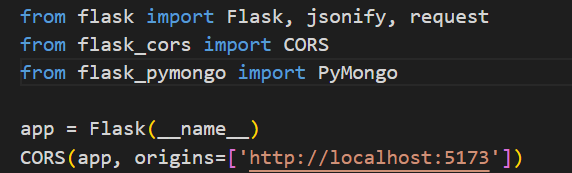 from flask import Flask, jsonify, request
from flask_cors import CORS
from flask_pymongo import PyMongo
app = Flask(__name__)
CORS(app, origins=['http://localhost:5173'])